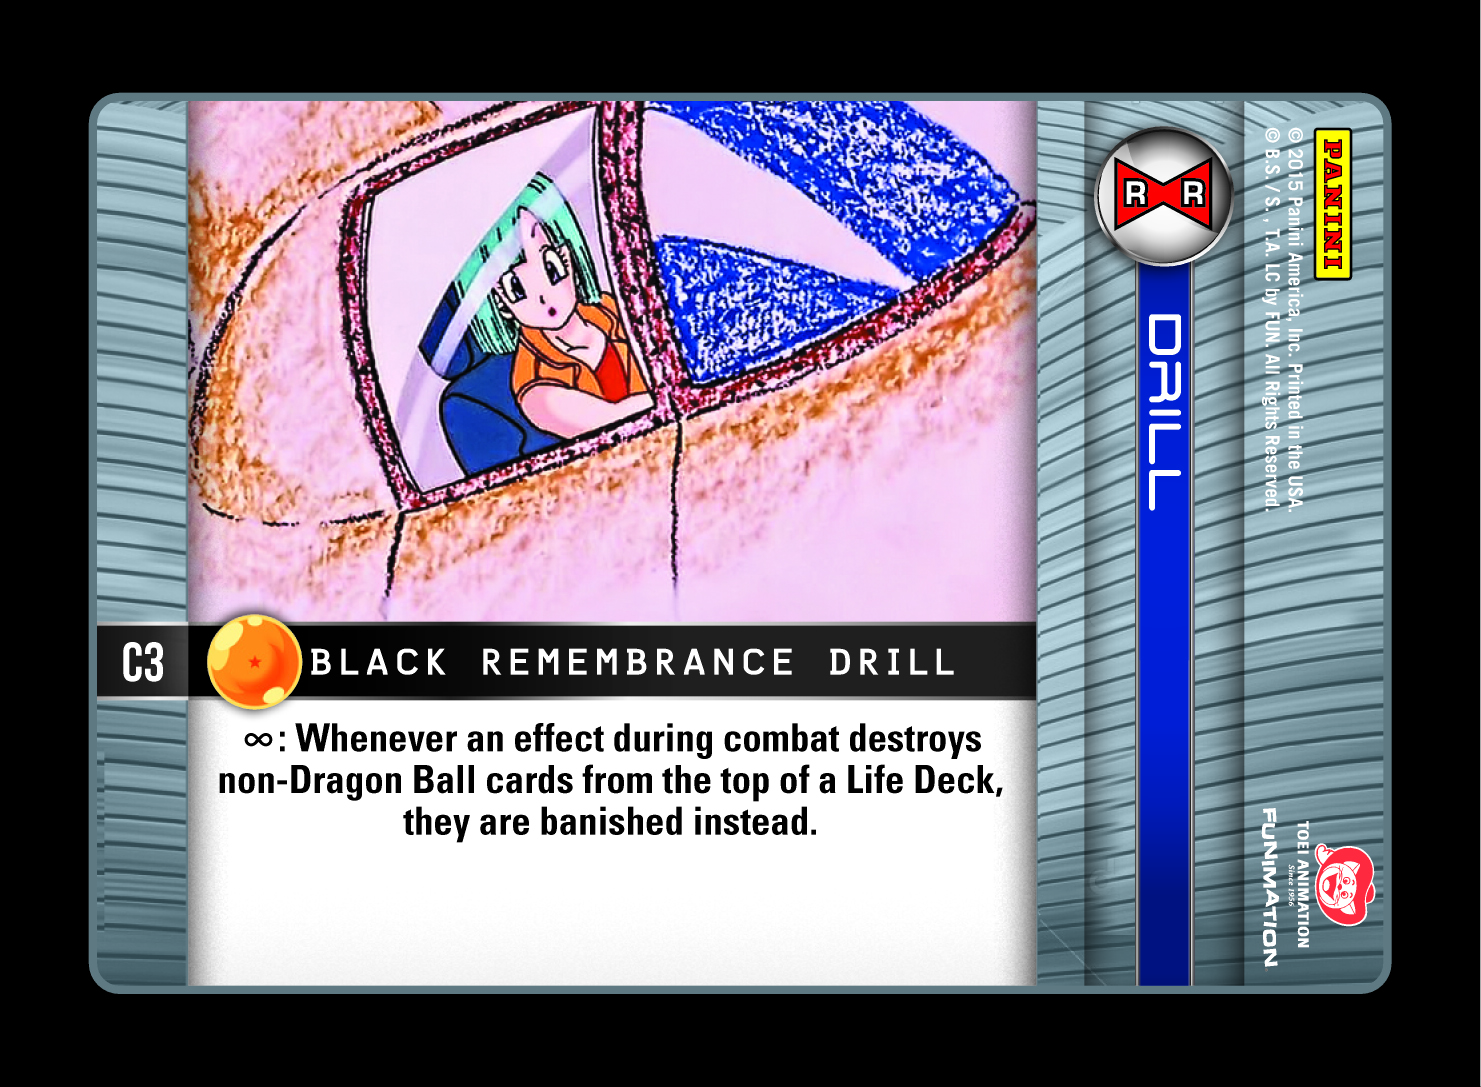 C3
BLACK REMEMBRANCE DRILL
∞: Whenever an effect during combat destroys
non-Dragon Ball cards from the top of a Life Deck,
they are banished instead.
R R
DRILL
PANINI
© 2015 Panini America, Inc. Printed in the USA.
© B.S./ S. , T.A. LC by FUN. All Rights Reserved.
TOEI ANIMATION
Since 1956
FUNIMATION